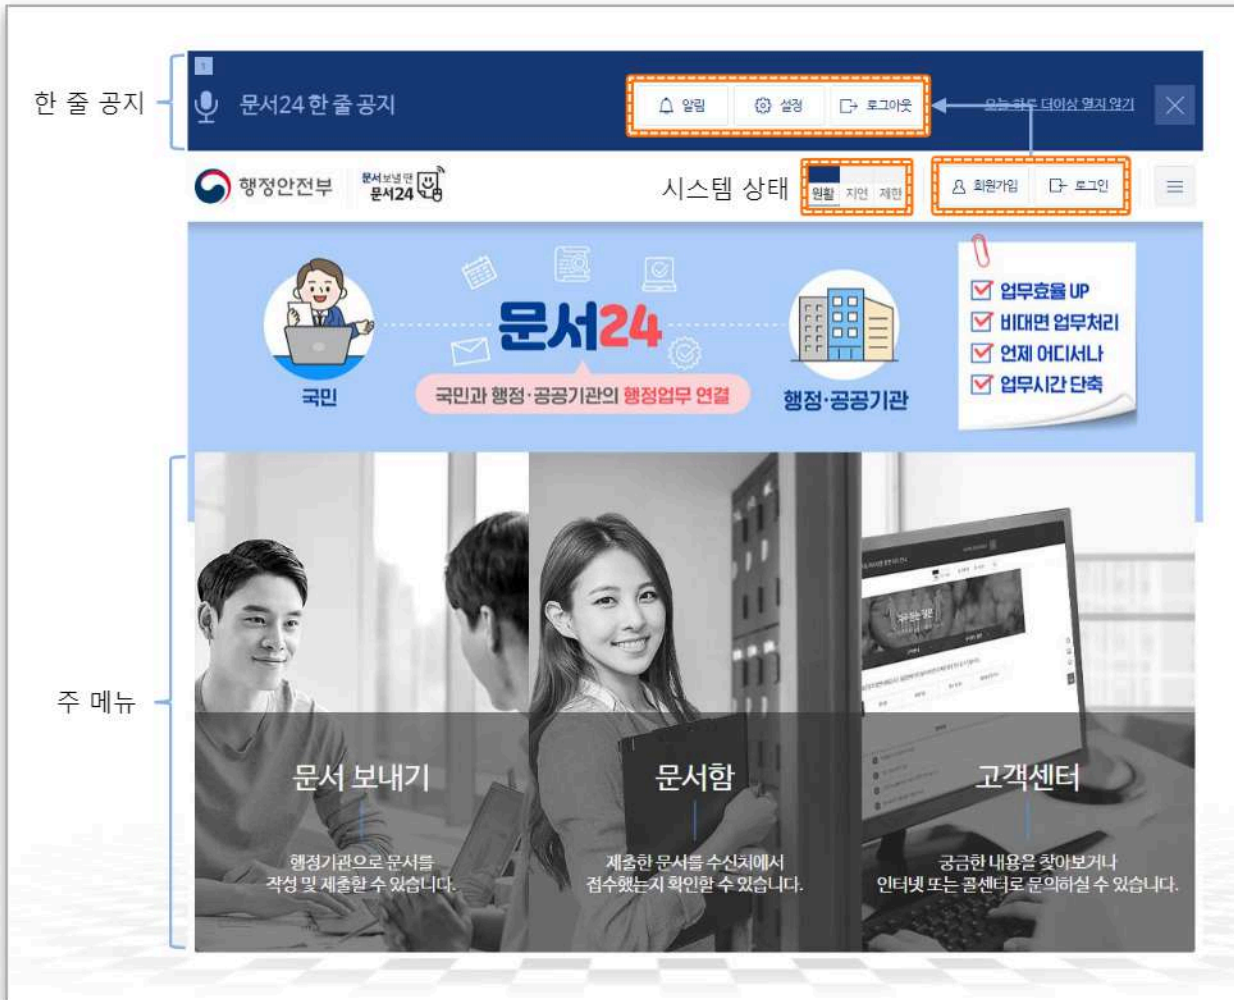 한 줄 공지
1
문서24 한 줄 공지
알림
설정
로그아웃
오늘 하루 더이상 열지 않기
행정안전부
문서보낼 땐
문서24
시스템 상태
원활
지연
제한
회원가입
로그인
문서24
국민과 행정·공공기관의 행정업무 연결
국민
행정·공공기관
업무효율 UP
비대면 업무처리
언제 어디서나
업무시간 단축
주 메뉴
자주 묻는 질문
문서 보내기
행정기관으로 문서를
작성 및 제출할 수 있습니다.
문서함
제출한 문서를 수신처에서
접수했는지 확인할 수 있습니다.
고객센터
궁금한 내용을 찾아보거나
인터넷 또는 콜센터로 문의하실 수 있습니다.